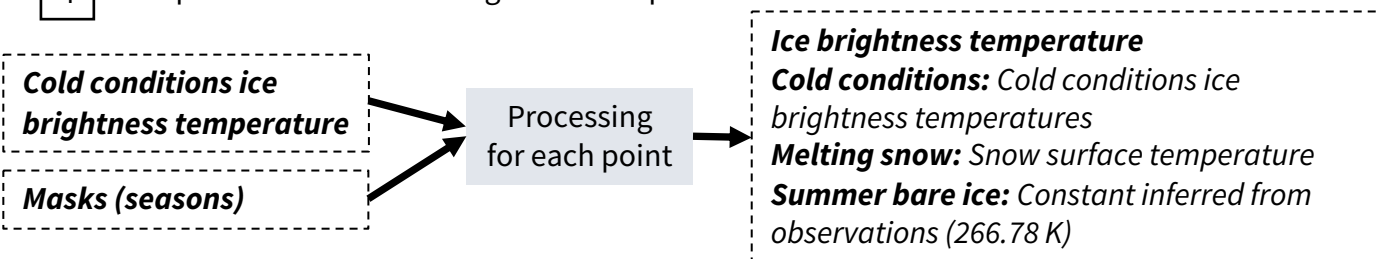 Cold conditions ice
brightness temperature
Masks (seasons)
Processing
for each point
Ice brightness temperature
Cold conditions: Cold conditions ice
brightness temperatures
Melting snow: Snow surface temperature
Summer bare ice: Constant inferred from
observations (266.78 K)